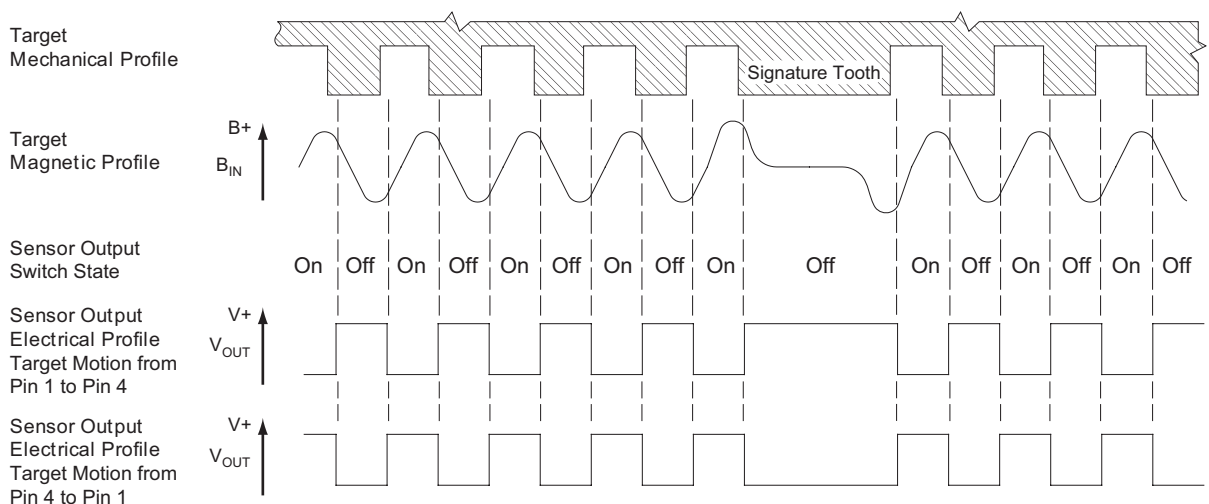 Target
Mechanical Profile
Signature Tooth
Target
Magnetic Profile
B+
BIN
Sensor Output
Switch State
On Off On Off On Off On Off On Off On Off On Off On Off
Sensor Output
Electrical Profile
Target Motion from
Pin 1 to Pin 4
V+
VOUT
Sensor Output
Electrical Profile
Target Motion from
Pin 4 to Pin 1
V+
VOUT